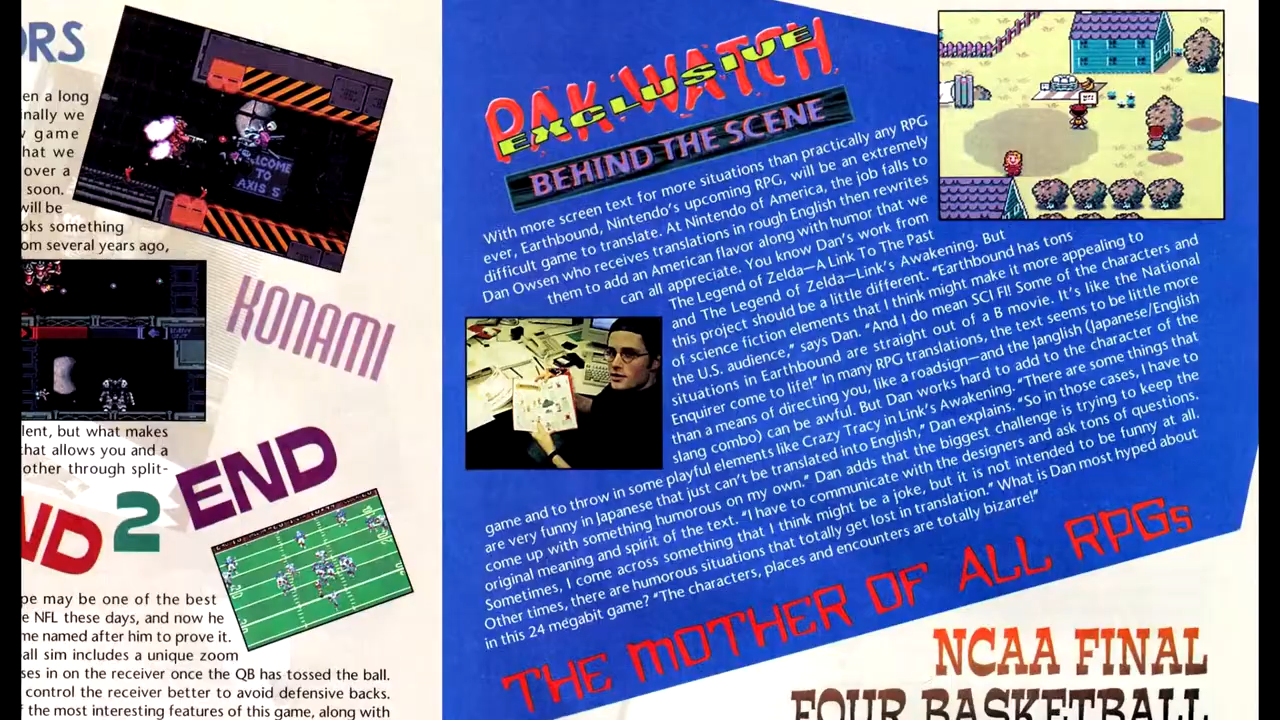 ORS
en a long
nally we
game
hat we
over a
soon.
will be
oks something
om several years ago,
WELCOME
TO
AXIS 5
KONAMI
lent, but what makes
that allows you and a
other through split-
END
ND 2
pe may be one of the best
e NFL these days, and now he
me named after him to prove it.
all sim includes a unique zoom
ses in on the receiver once the QB has tossed the ball.
control the receiver better to avoid defensive backs.
f the most interesting features of this game, along with
PAK WATCH
EXCLUSIVE
BEHIND THE SCENE
With more screen text for more situations than practically any RPG
ever, Earthbound, Nintendo's upcoming RPG, will be an extremely
difficult game to translate. At Nintendo of America, the job falls to
Dan Owsen who receives translations in rough English then rewrites
them to add an American flavor along with humor that we
can all appreciate. You know Dan's work from
The Legend of Zelda—A Link To The Past
and The Legend of Zelda—Link's Awakening. But
this project should be a little different. "Earthbound has tons
of science fiction elements that I think might make it more appealing to
the U.S. audience," says Dan. "And I do mean SCI FI! Some of the characters and
situations in Earthbound are straight out of a B movie. It's like the National
Enquirer come to life!" In many RPG translations, the text seems to be little more
than a means of directing you, like a roadsign—and the Janglish (Japanese/English
slang combo) can be awful. But Dan works hard to add to the character of the
game and to throw in some playful elements like Crazy Tracy in Link's Awakening. "There are some things that
are very funny in Japanese that just can't be translated into English," Dan explains. "So in those cases, I have to
come up with something humorous on my own." Dan adds that the biggest challenge is trying to keep the
original meaning and spirit of the text. "I have to communicate with the designers and ask tons of questions.
Sometimes, I come across something that I think might be a joke, but it is not intended to be funny at all.
Other times, there are humorous situations that totally get lost in translation." What is Dan most hyped about
in this 24 megabit game? "The characters, places and encounters are totally bizarre!"
THE MOTHER OF ALL RPGs
NCAA FINAL
FOUR BASKETBALL